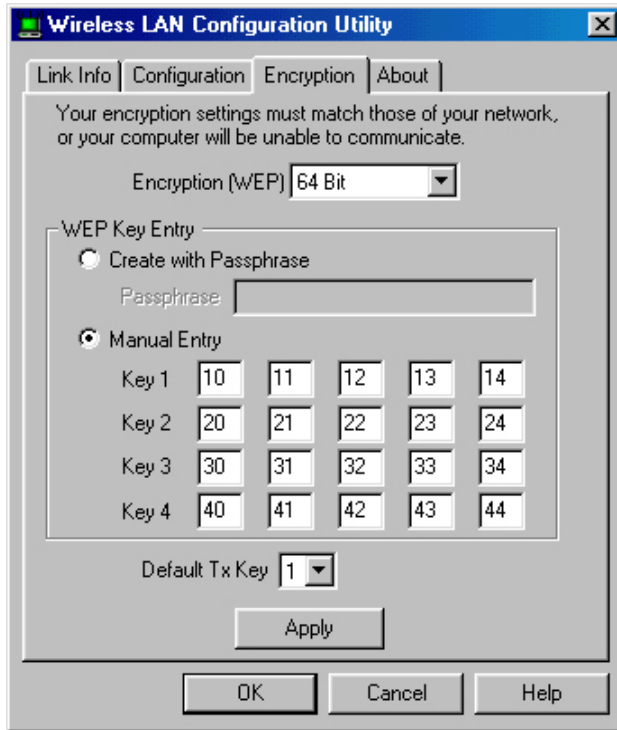 Wireless LAN Configuration Utility
Link Info Configuration Encryption About
Your encryption settings must match those of your network,
or your computer will be unable to communicate.
Encryption (WEP) 64 Bit
WEP Key Entry
Create with Passphrase
Passphrase
Manual Entry
Key 1 10 11 12 13 14
Key 2 20 21 22 23 24
Key 3 30 31 32 33 34
Key 4 40 41 42 43 44
Default Tx Key 1
Apply
OK Cancel Help